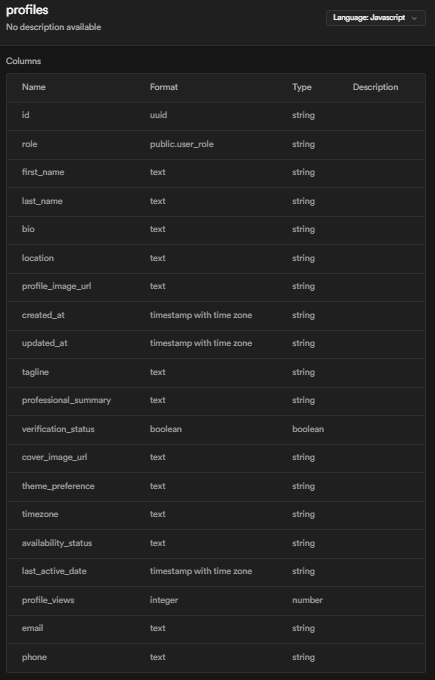 profiles
No description available
Language: Javascript
Columns
Name Format Type Description
id uuid string
role public.user_role string
first_name text string
last_name text string
bio text string
location text string
profile_image_url text string
created_at timestamp with time zone string
updated_at timestamp with time zone string
tagline text string
professional_summary text string
verification_status boolean boolean
cover_image_url text string
theme_preference text string
timezone text string
availability_status text string
last_active_date timestamp with time zone string
profile_views integer number
email text string
phone text string